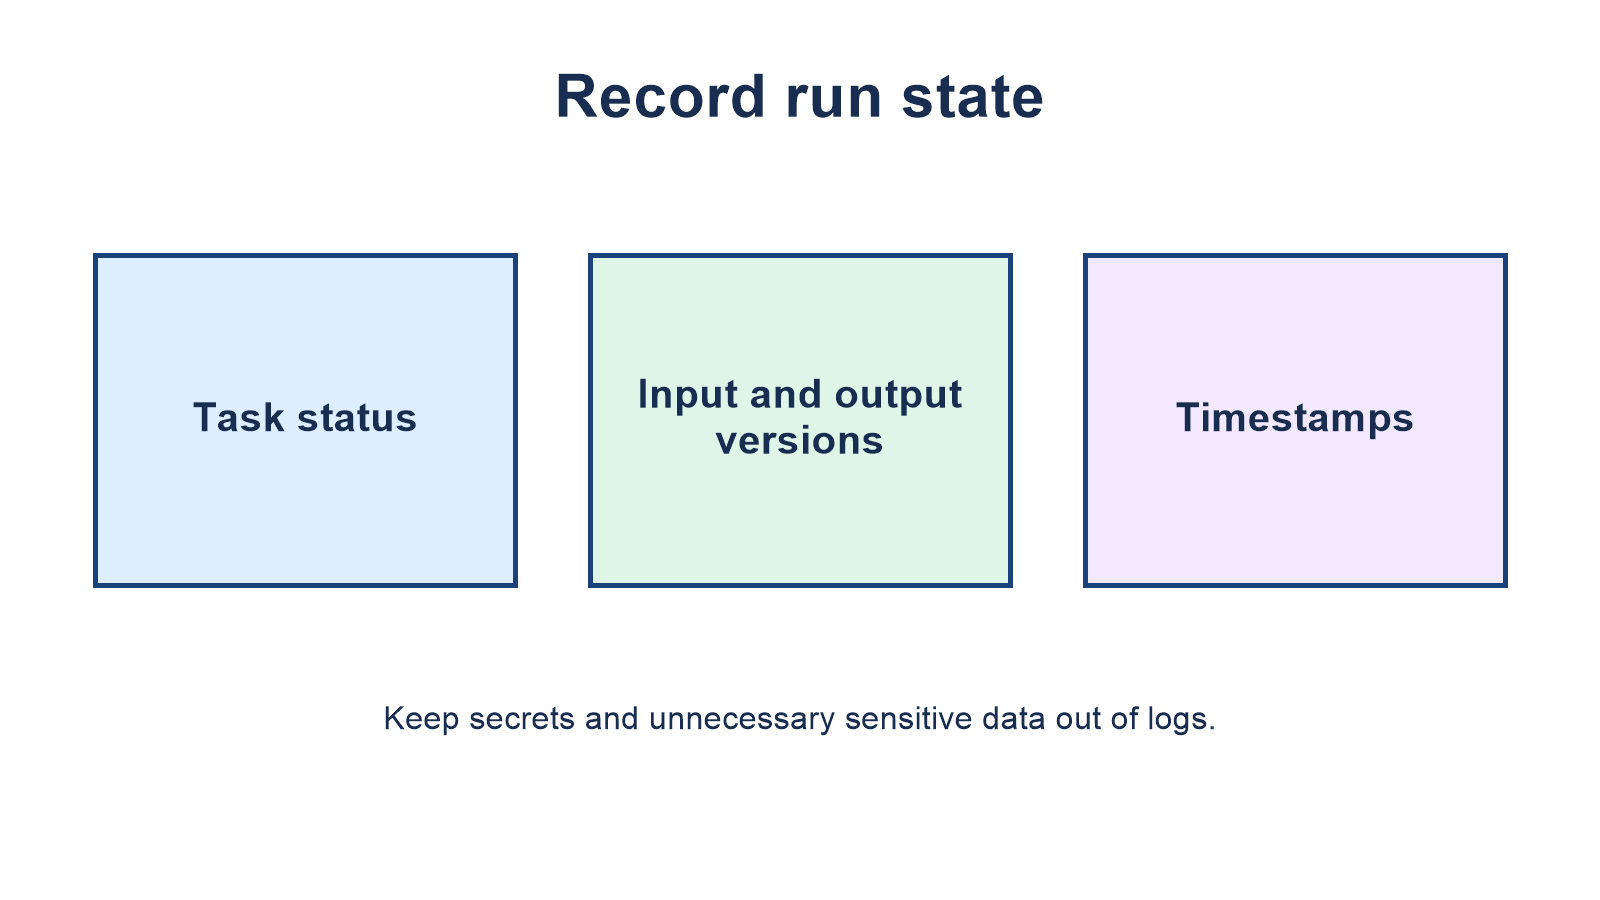 Record run state
Task status
Input and output
versions
Timestamps
Keep secrets and unnecessary sensitive data out of logs.